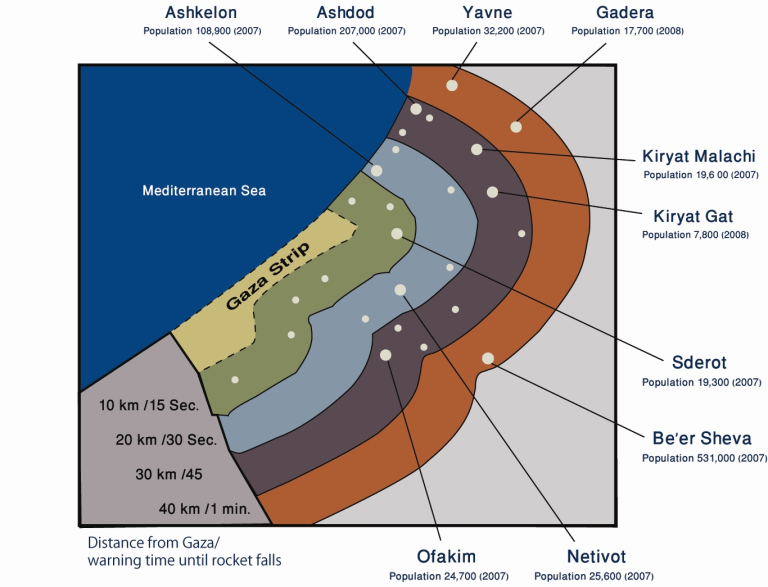 Ashkelon
Population 108,900 (2007)
Ashdod
Population 207,000 (2007)
Yavne
Population 32,200 (2007)
Gadera
Population 17,700 (2008)
Kiryat Malachi
Population 19,6 00 (2007)
Mediterranean Sea
Kiryat Gat
Population 7,800 (2008)
Gaza Strip
Sderot
Population 19,300 (2007)
10 km /15 Sec.
20 km /30 Sec.
Be'er Sheva
Population 531,000 (2007)
30 km /45
40 km /1 min.
Distance from Gaza/
warning time until rocket falls
Ofakim
Population 24,700 (2007)
Netivot
Population 25,600 (2007)